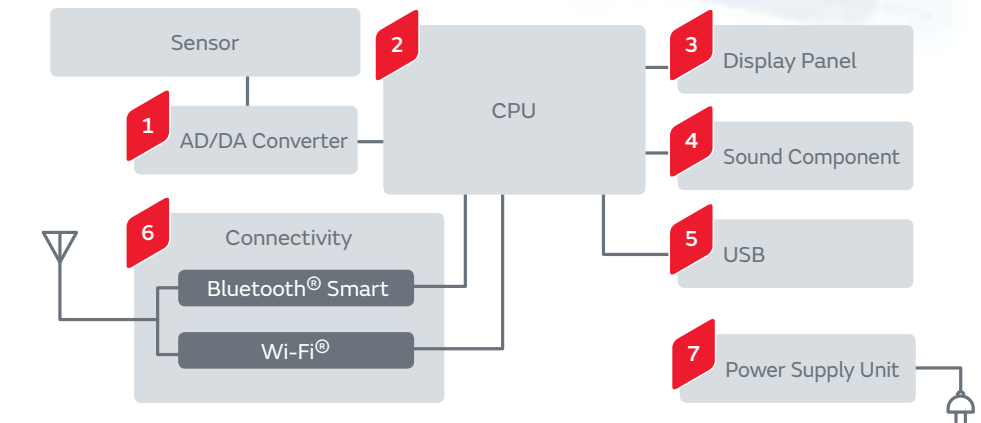 Sensor
1
AD/DA Converter
2
CPU
3
Display Panel
4
Sound Component
5
USB
6
Connectivity
Bluetooth® Smart
Wi-Fi®
7
Power Supply Unit